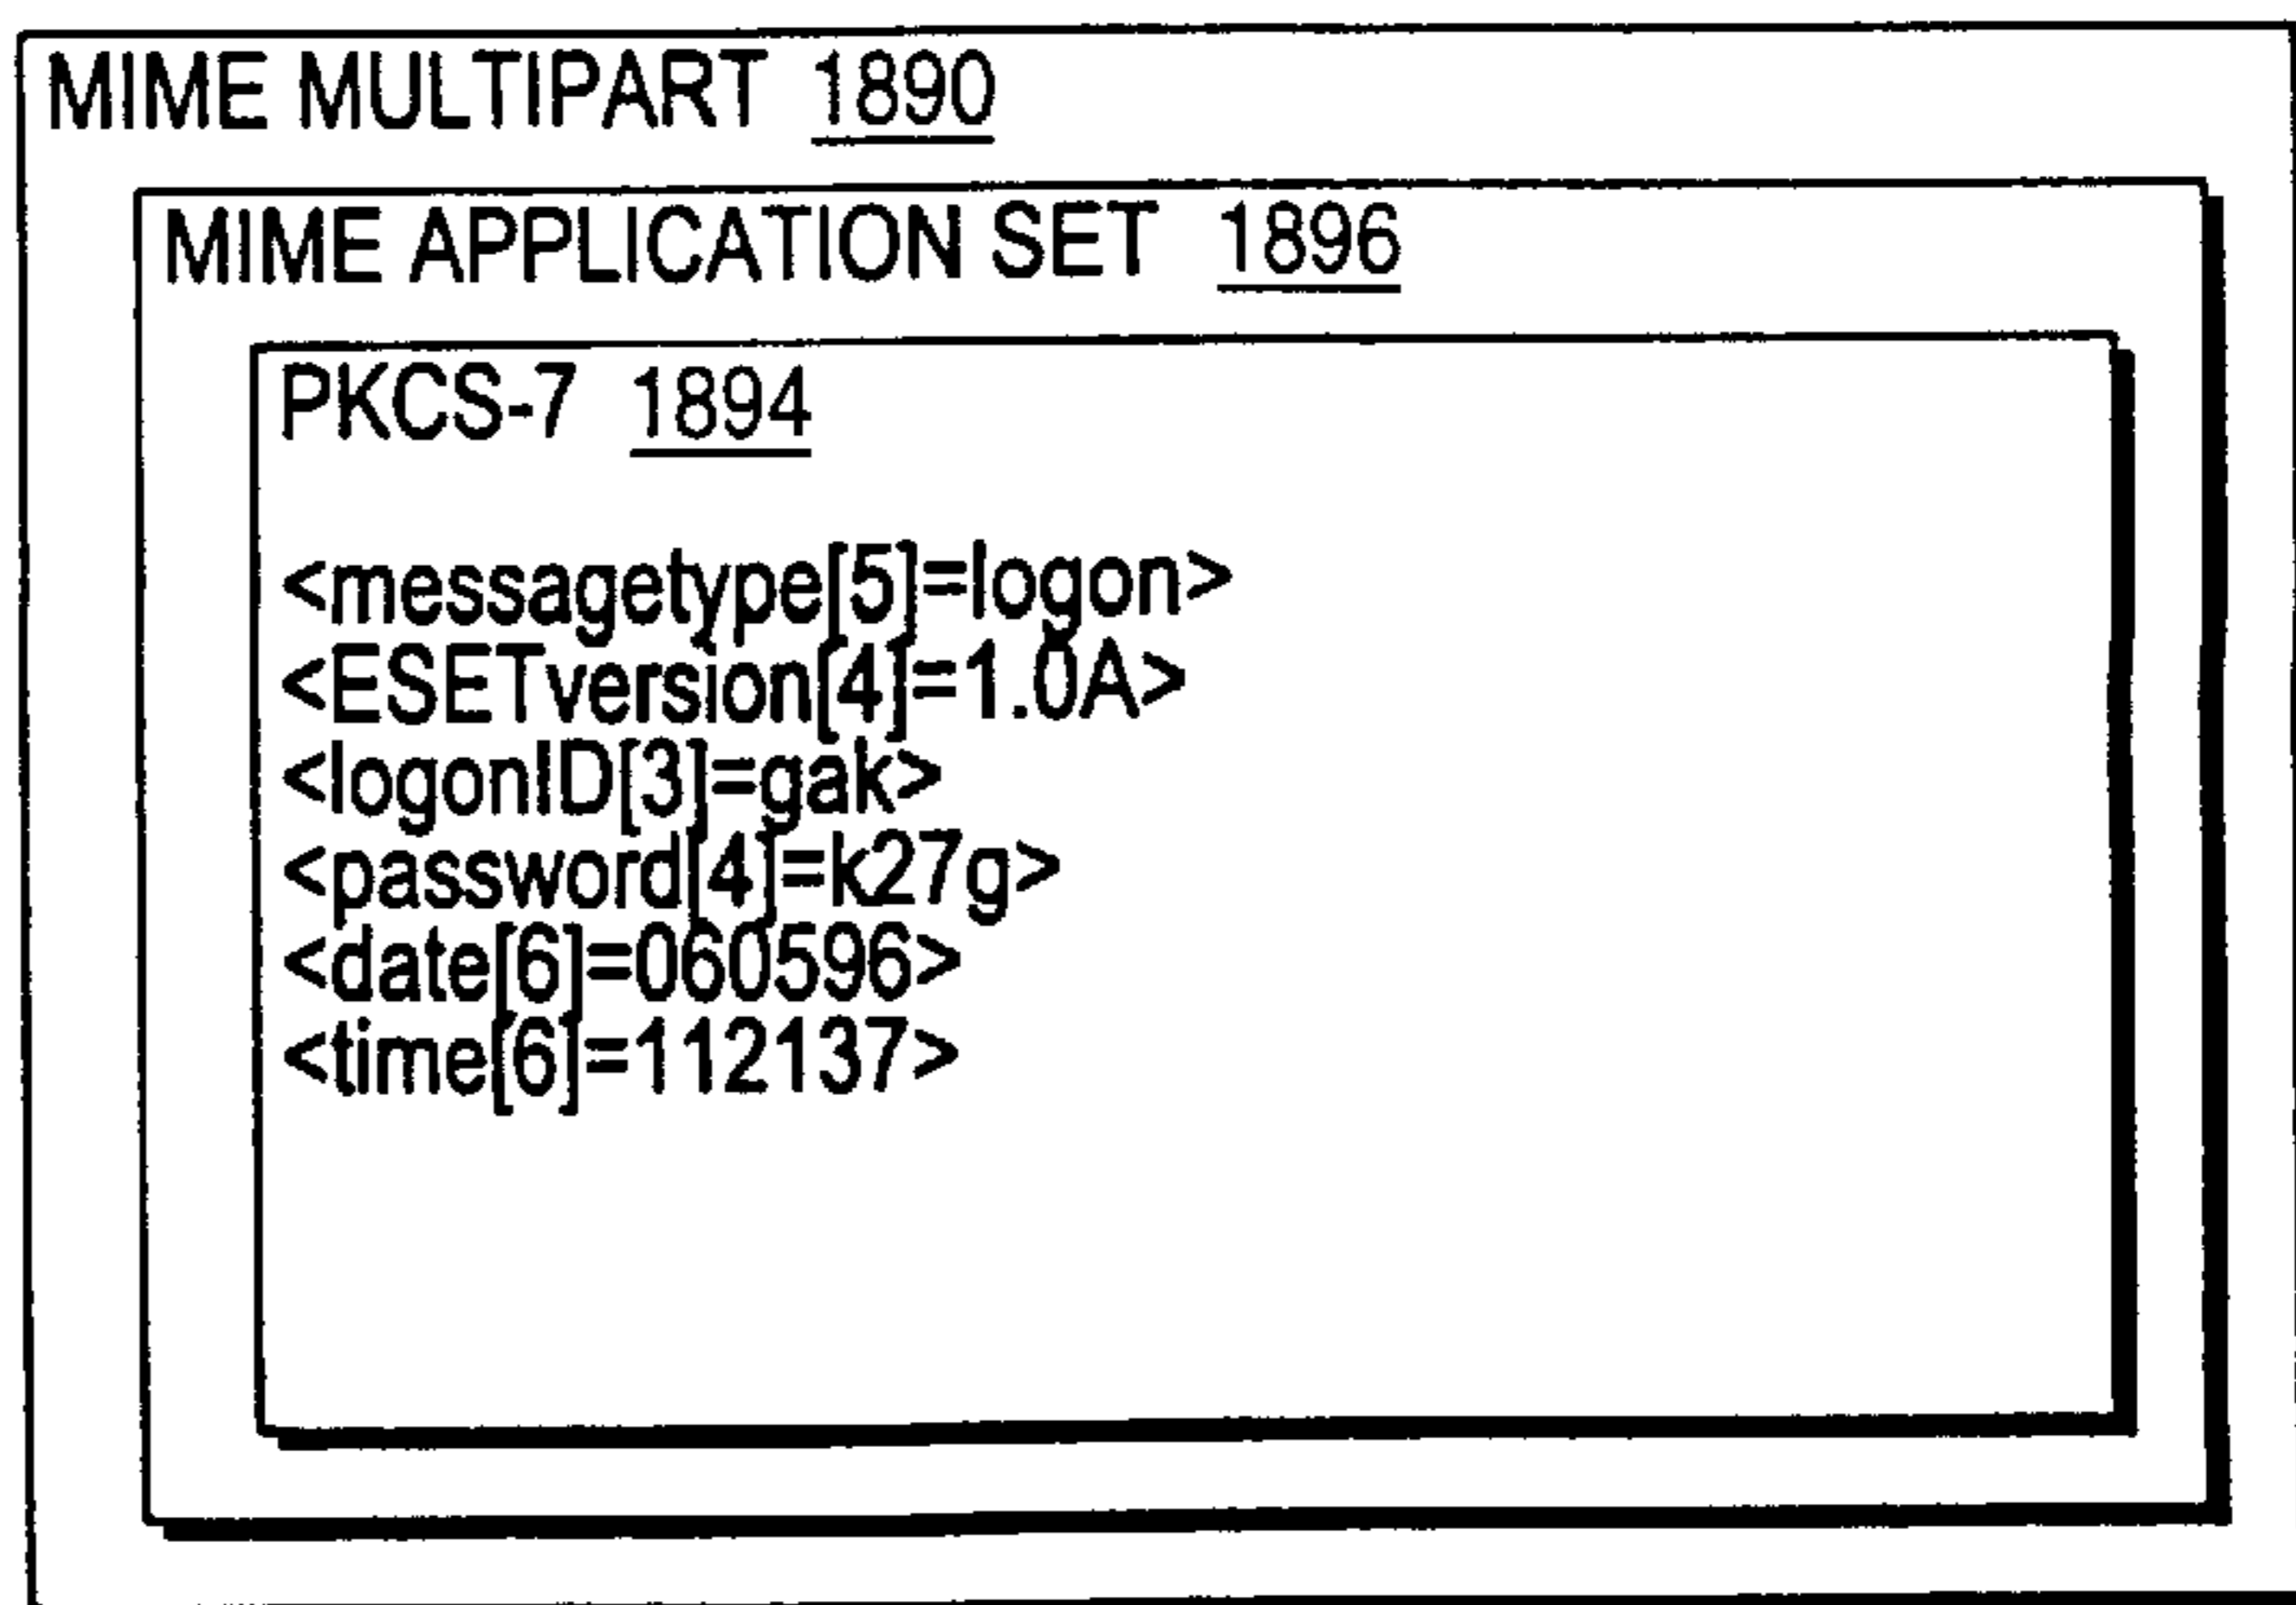 MIME MULTIPART 1890
MIME APPLICATION SET 1896
PKCS-7 1894
<messagetype[5]=logon>
<ESETversion[4]=1.0A>
<logonID[3]=gak>
<password[4]=k27g>
<date[6]=060596>
<time[6]=112137>